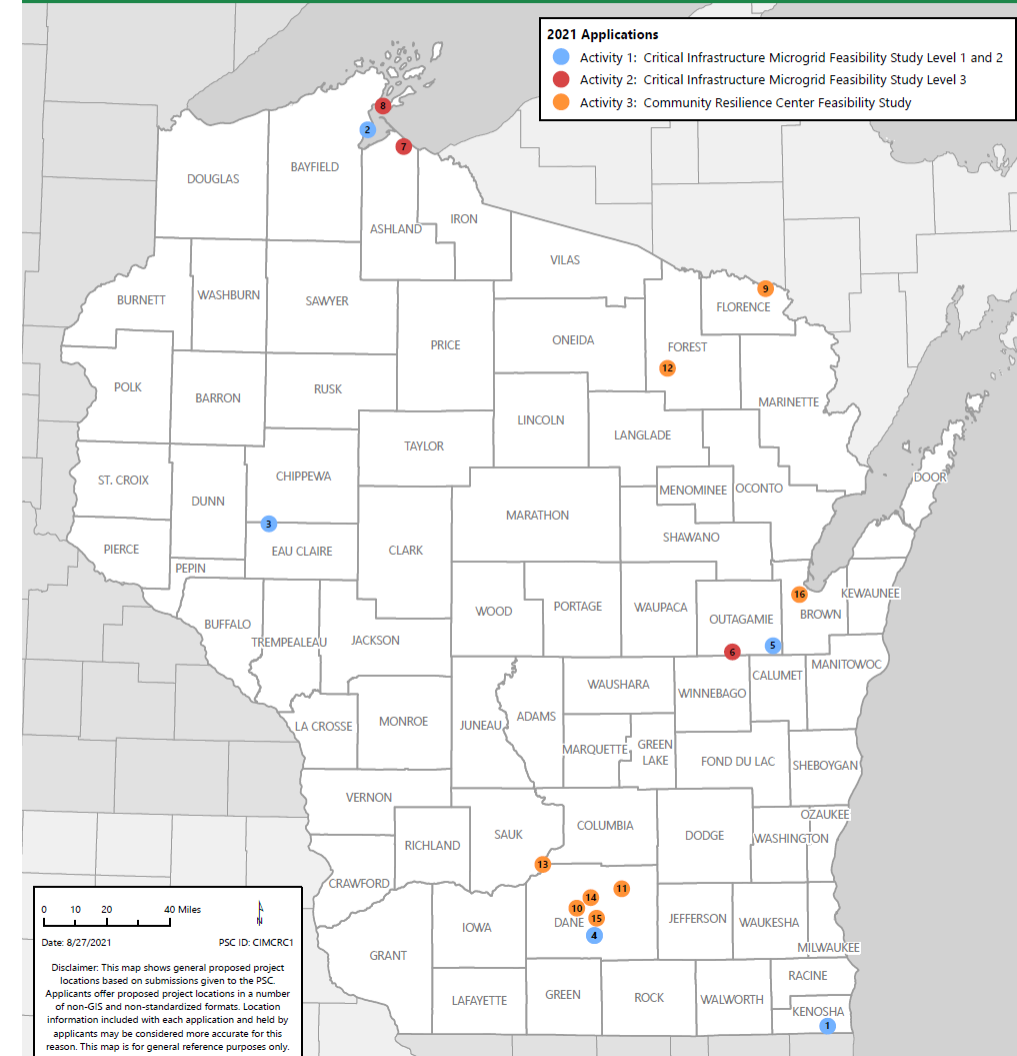 2021 Applications
Activity 1: Critical Infrastructure Microgrid Feasibility Study Level 1 and 2
Activity 2: Critical Infrastructure Microgrid Feasibility Study Level 3
Activity 3: Community Resilience Center Feasibility Study
8
2
7
BAYFIELD
DOUGLAS
IRON
ASHLAND
VILAS
9
BURNETT
WASHBURN
SAWYER
FLORENCE
ONEIDA
PRICE
FOREST
12
POLK
BARRON
RUSK
MARINETTE
LINCOLN
LANGLADE
TAYLOR
ST. CROIX
CHIPPEWA
DOOR
DUNN
MENOMINEE
OCONTO
MARATHON
3
SHAWANO
PIERCE
EAU CLAIRE
CLARK
PEPIN
16
KEWAUNEE
WOOD
PORTAGE
WAUPACA
BROWN
BUFFALO
OUTAGAMIE
TREMPEALEAU
JACKSON
5
6
MANITOWOC
CALUMET
WAUSHARA
WINNEBAGO
LA CROSSE
MONROE
JUNEAU
ADAMS
MARQUETTE
GREEN
LAKE
FOND DU LAC
SHEBOYGAN
VERNON
OZAUKEE
COLUMBIA
SAUK
DODGE
WASHINGTON
RICHLAND
13
CRAWFORD
11
14
10
15
DANE
4
IOWA
JEFFERSON
WAUKESHA
MILWAUKEE
GRANT
RACINE
GREEN
ROCK
WALWORTH
LAFAYETTE
KENOSHA
1
0 10 20 40 Miles
N
Date: 8/27/2021 PSC ID: CIMCRC1
Disclaimer: This map shows general proposed project
locations based on submissions given to the PSC.
Applicants offer proposed project locations in a number
of non-GIS and non-standardized formats. Location
information included with each application and held by
applicants may be considered more accurate for this
reason. This map is for general reference purposes only.